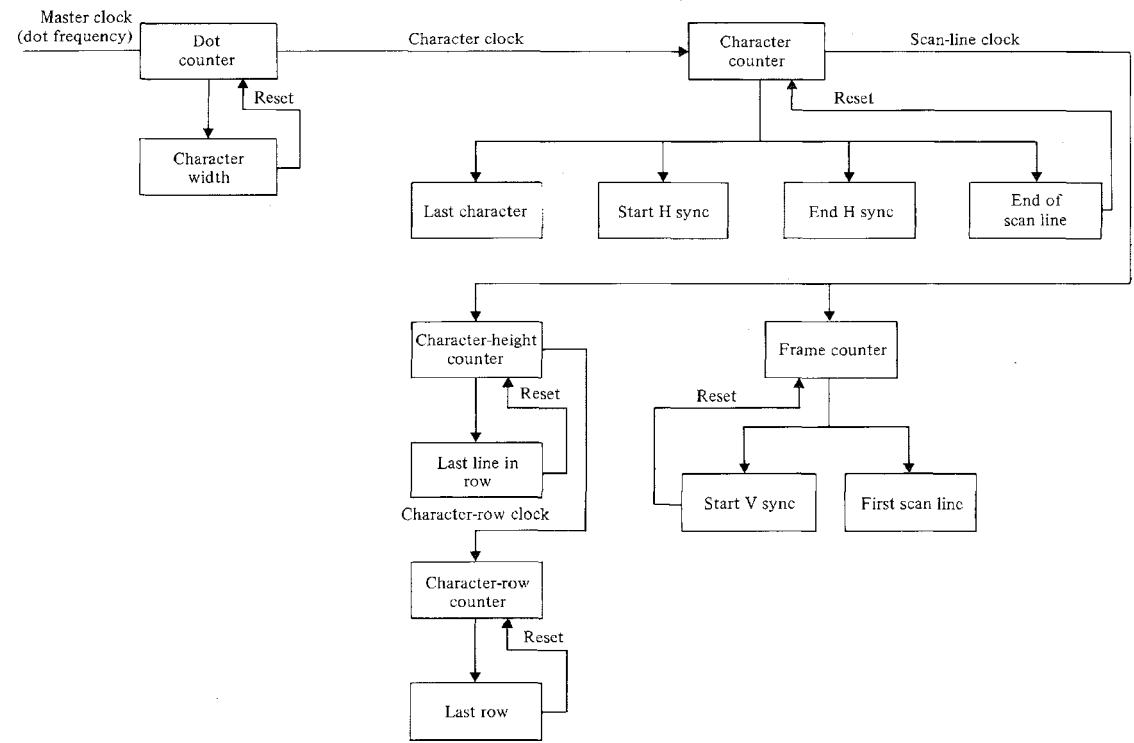 Master clock
(dot frequency)
Dot
counter
Character clock
Character
counter
Scan-line clock
Reset
Reset
Character
width
Last character
Start H sync
End H sync
End of
scan line
Character-height
counter
Frame counter
Reset
Reset
Last line in
row
Start V sync
First scan line
Character-row clock
Character-row
counter
Reset
Last row